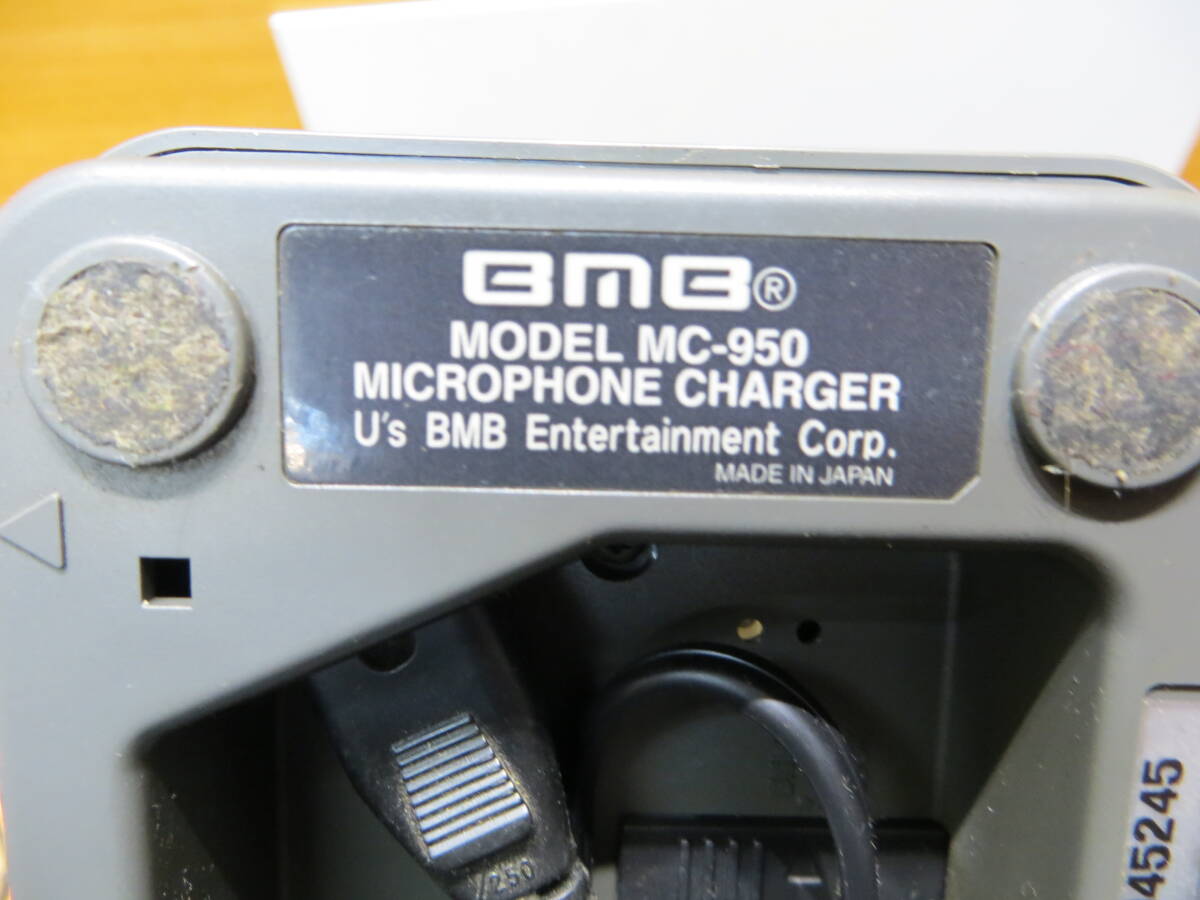 BMB®
MODEL MC-950
MICROPHONE CHARGER
U's BMB Entertainment Corp.
MADE IN JAPAN
45245